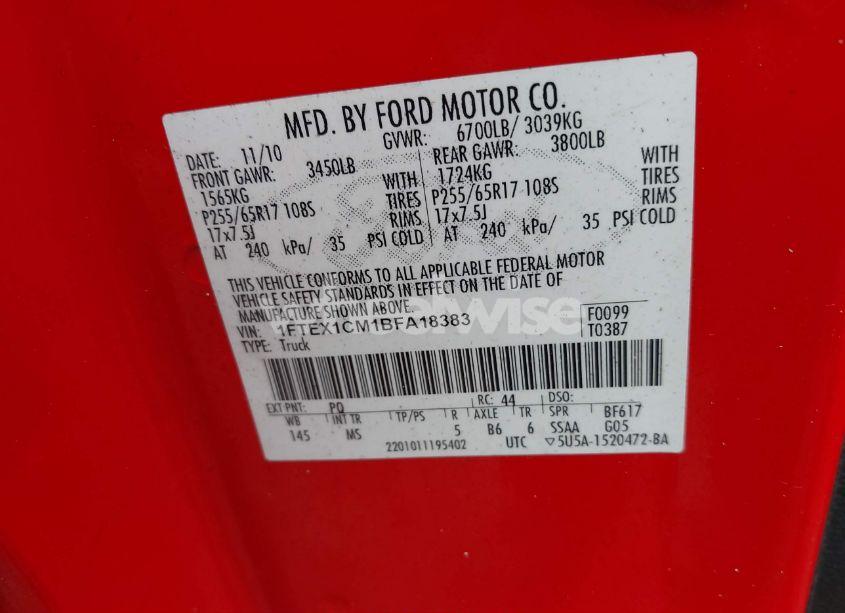 MFD. BY FORD MOTOR CO.
DATE: 11/10 GVWR: 6700LB/ 3039KG
FRONT GAWR: 3450LB REAR GAWR: 3800LB
1565KG WITH 1724KG WITH
P255/65R17 108S TIRES P255/65R17 108S TIRES
17x7.5J RIMS 17x7.5J RIMS
AT 240 kPa/ 35 PSI COLD AT 240 kPa/ 35 PSI COLD
THIS VEHICLE CONFORMS TO ALL APPLICABLE FEDERAL MOTOR
VEHICLE SAFETY STANDARDS IN EFFECT ON THE DATE OF
MANUFACTURE SHOWN ABOVE.
VIN: 1FTEX1CM1BFA18383 F0099
TYPE: Truck T0387
EXT PNT: PQ RC: 44 DSO:
WB INT TR TP/PS R AXLE TR SPR BF617
145 MS 5 B6 6 SSAA G05
2201011195402 UTC ▽5U5A-1520472-BA